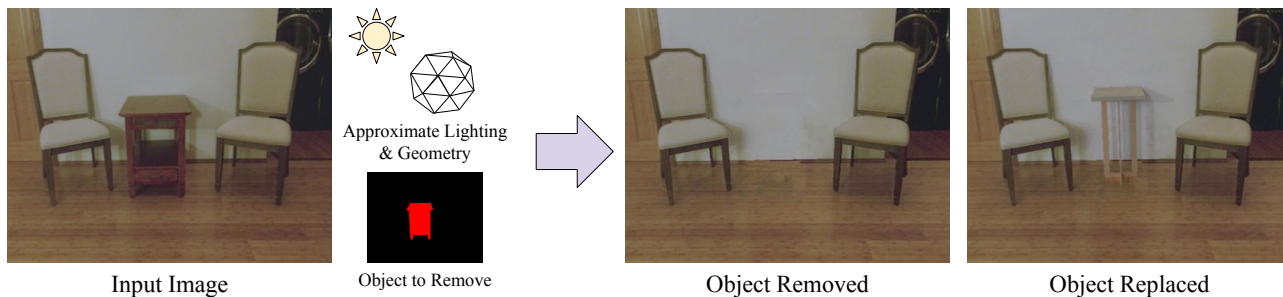 Approximate Lighting
& Geometry
Object to Remove
Input Image
Object Removed
Object Replaced